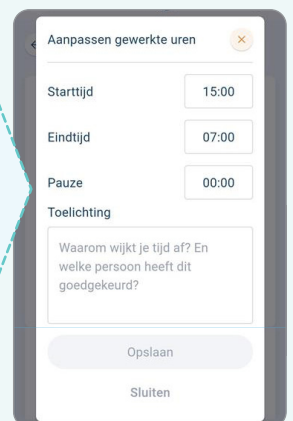 Aanpassen gewerkte uren
Starttijd 15:00
Eindtijd 07:00
Pauze 00:00
Toelichting
Waarom wijkt je tijd af? En
welke persoon heeft dit
goedgekeurd?
Opslaan
Sluiten